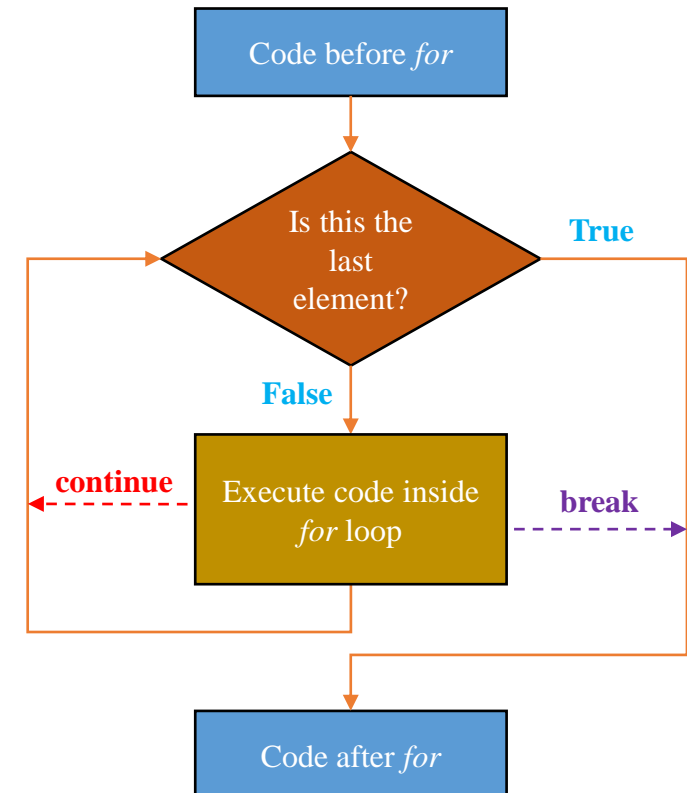 Code before for
Is this the
last
element?
True
False
continue
Execute code inside
for loop
break
Code after for